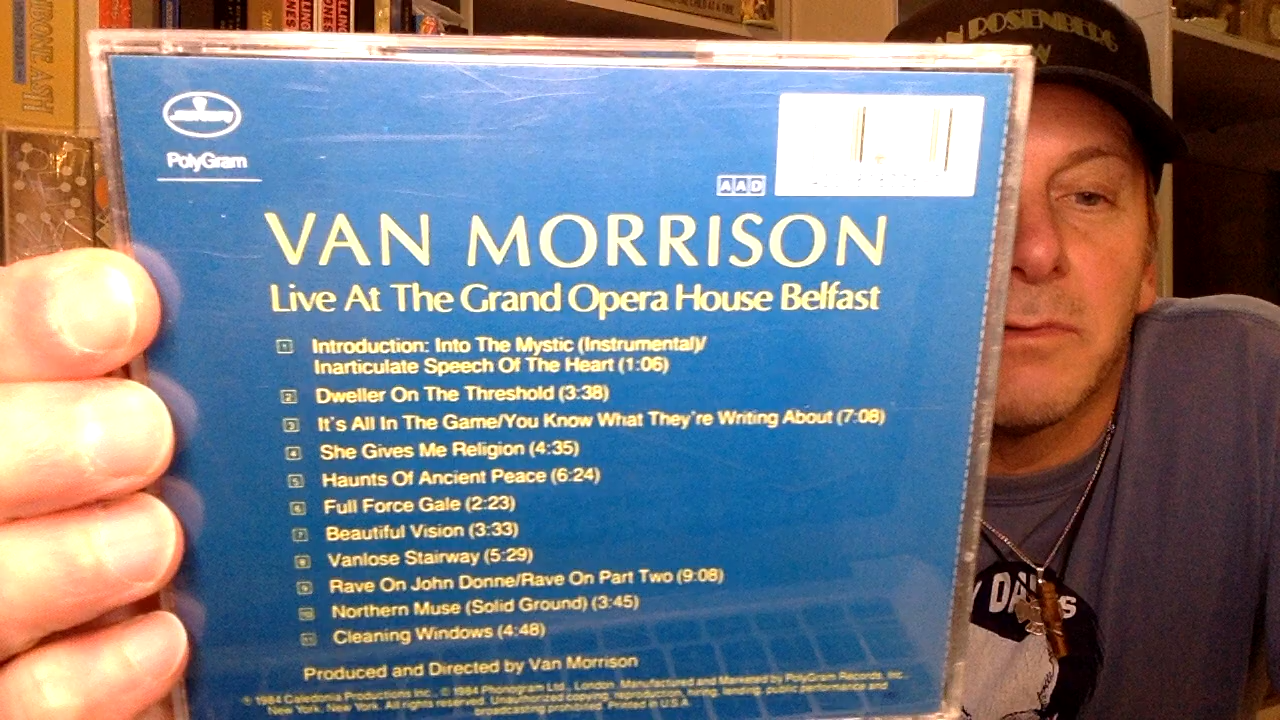 AN ROSENBERG
mercury
PolyGram
AAD
VAN MORRISON
Live At The Grand Opera House Belfast
1 Introduction: Into The Mystic (Instrumental)/
Inarticulate Speech Of The Heart (1:06)
2 Dweller On The Threshold (3:38)
3 It's All In The Game/You Know What They're Writing About (7:08)
4 She Gives Me Religion (4:35)
5 Haunts Of Ancient Peace (6:24)
6 Full Force Gale (2:23)
7 Beautiful Vision (3:33)
8 Vanlose Stairway (5:29)
9 Rave On John Donne/Rave On Part Two (9:08)
10 Northern Muse (Solid Ground) (3:45)
11 Cleaning Windows (4:48)
Produced and Directed by Van Morrison
© 1984 Caledonia Productions Inc., © 1984 Phonogram Ltd., London. Manufactured and Marketed by PolyGram Records, Inc.,
New York, New York. All rights reserved. Unauthorized copying, reproduction, hiring, lending, public performance and
broadcasting prohibited. Printed in U.S.A.